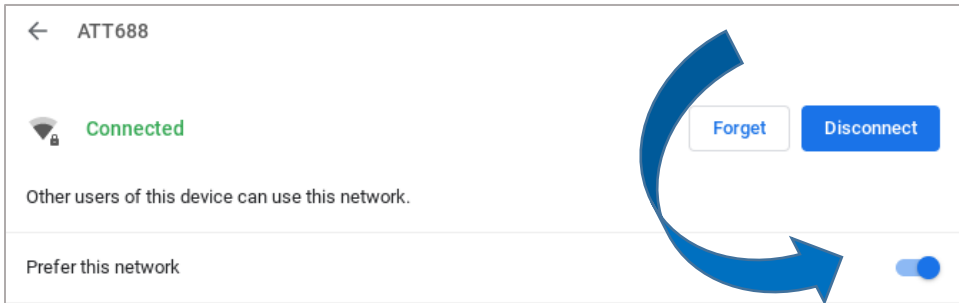 ATT688
Connected
Forget
Disconnect
Other users of this device can use this network.
Prefer this network